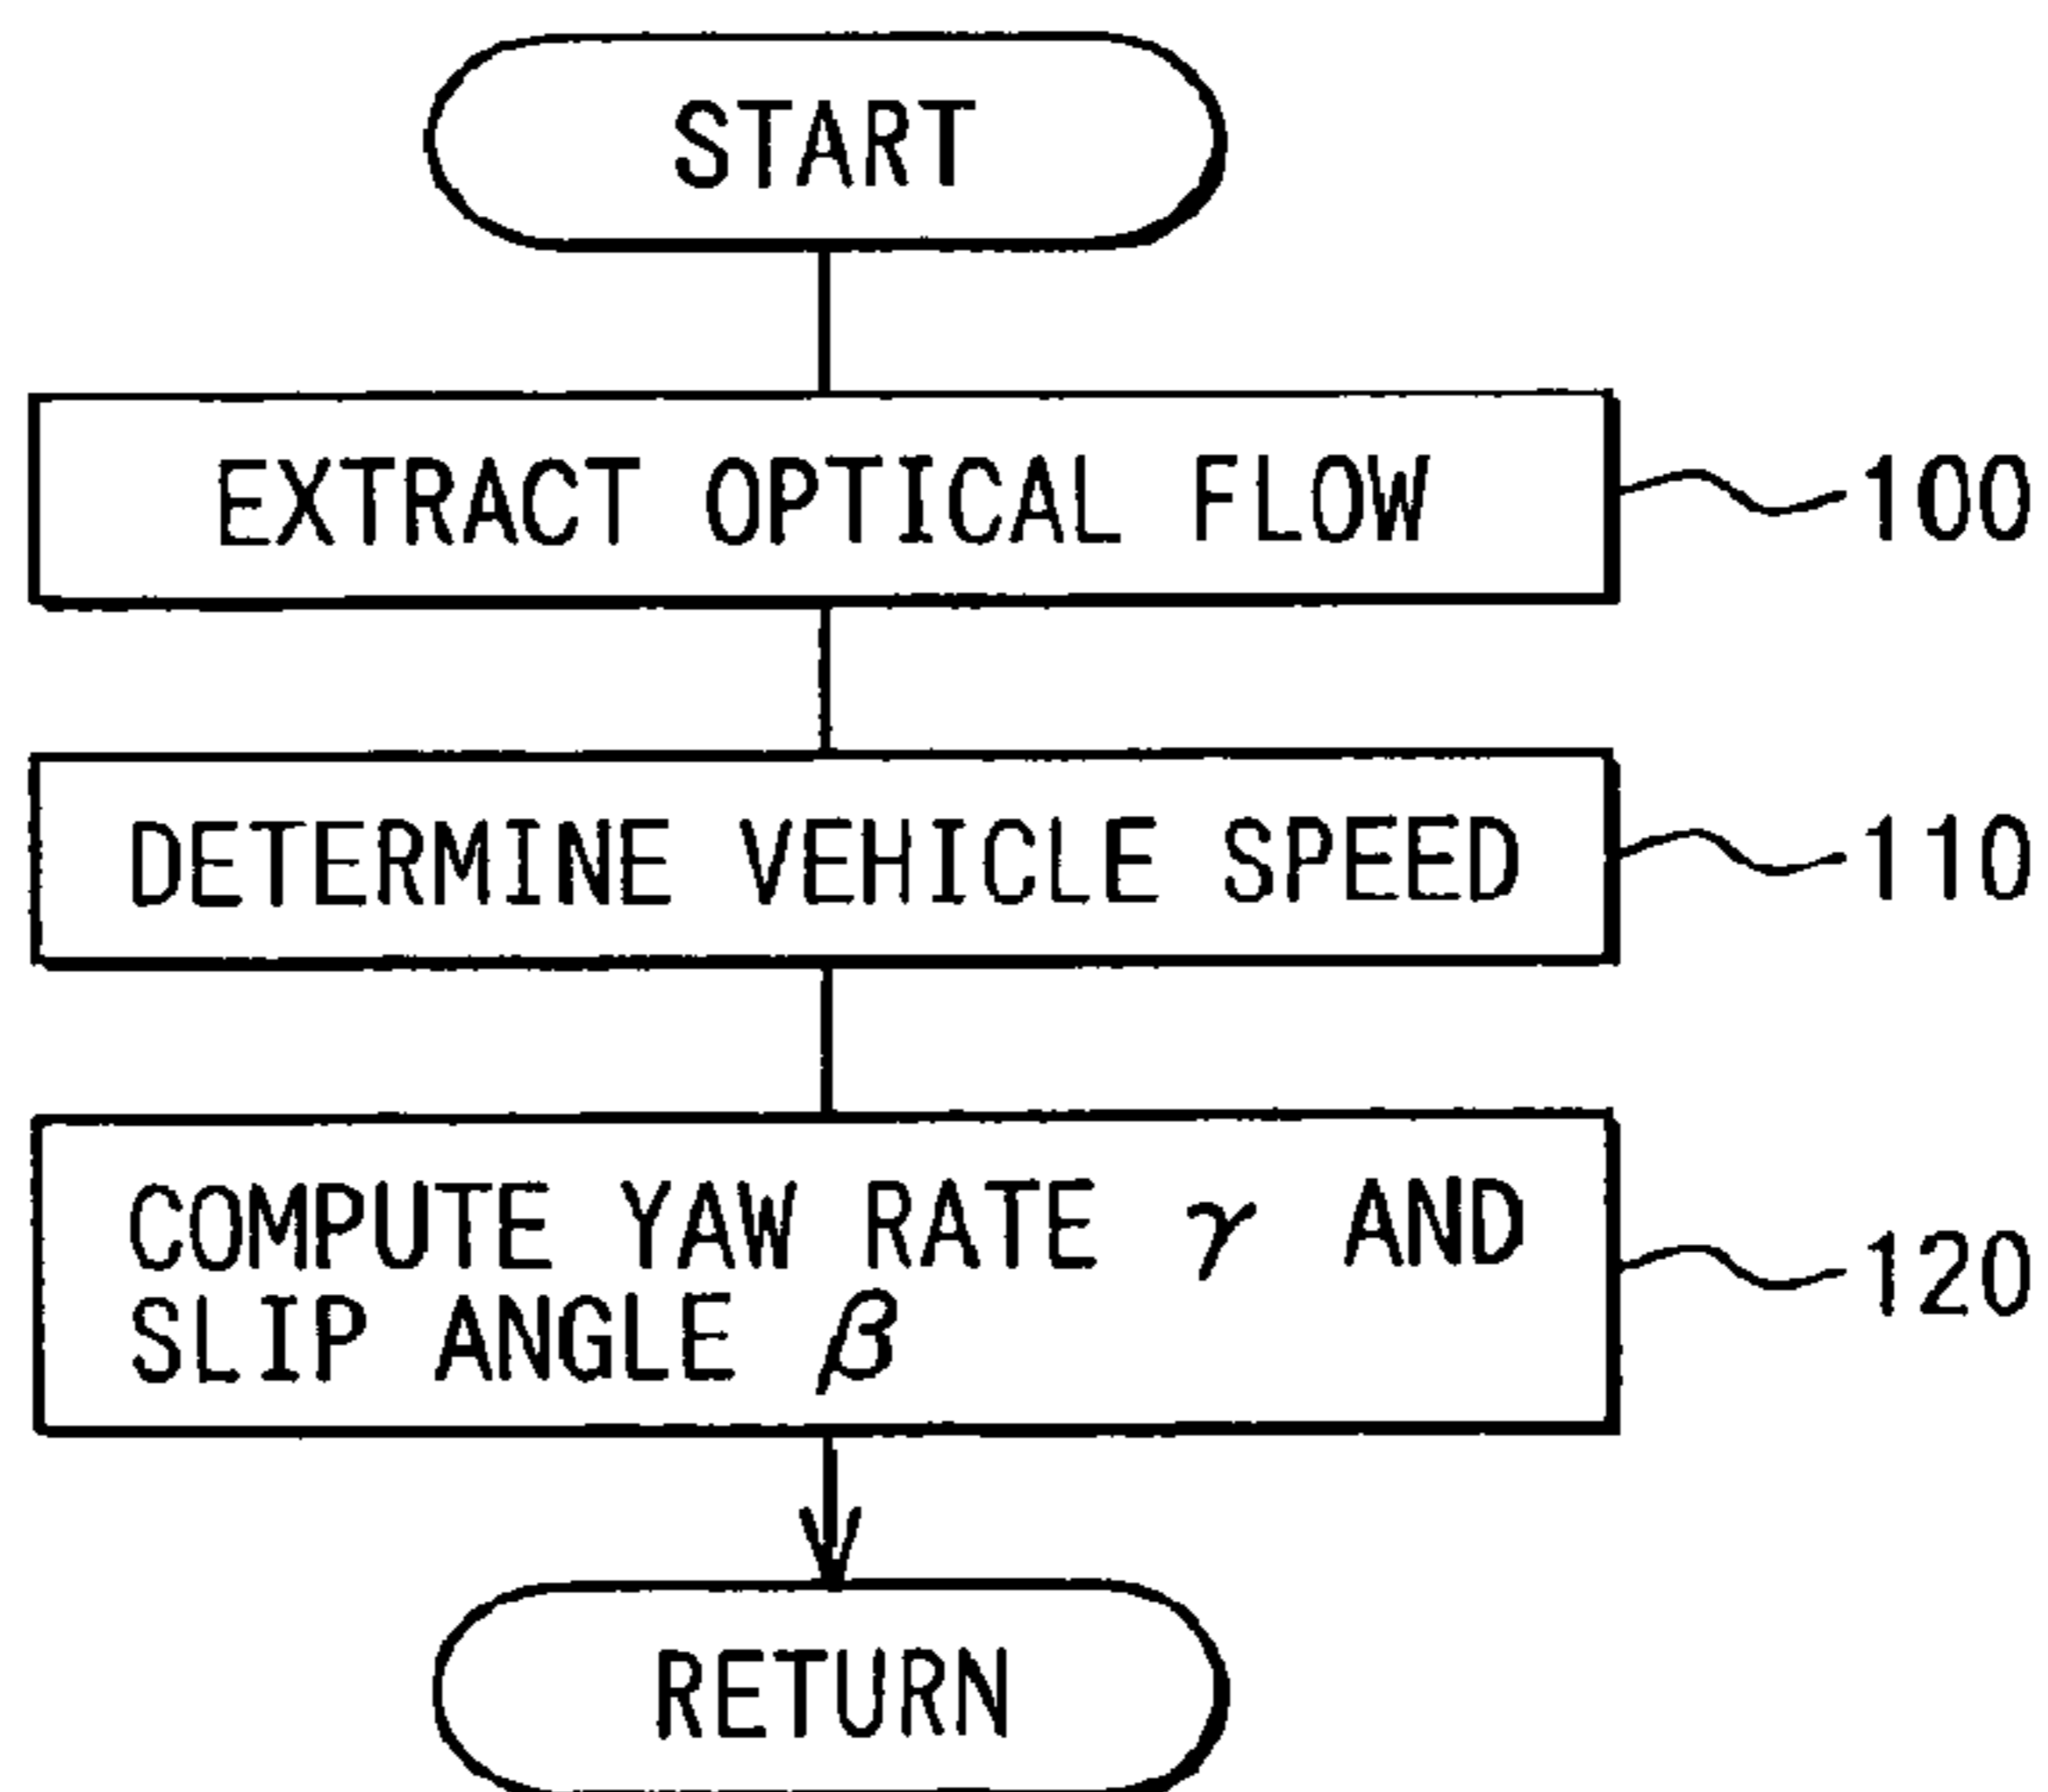 START
EXTRACT OPTICAL FLOW
100
DETERMINE VEHICLE SPEED
110
COMPUTE YAW RATE γ AND
SLIP ANGLE β
120
RETURN